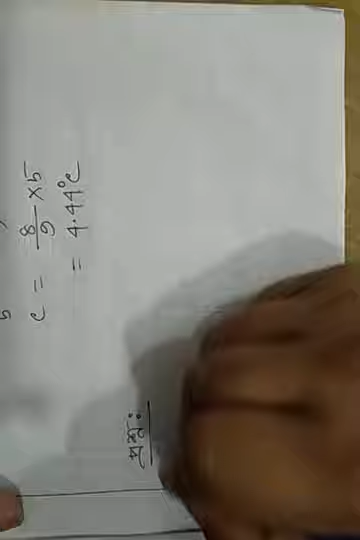 c = 8/9 × 5
= 4.44°c
প্রশ্ন: